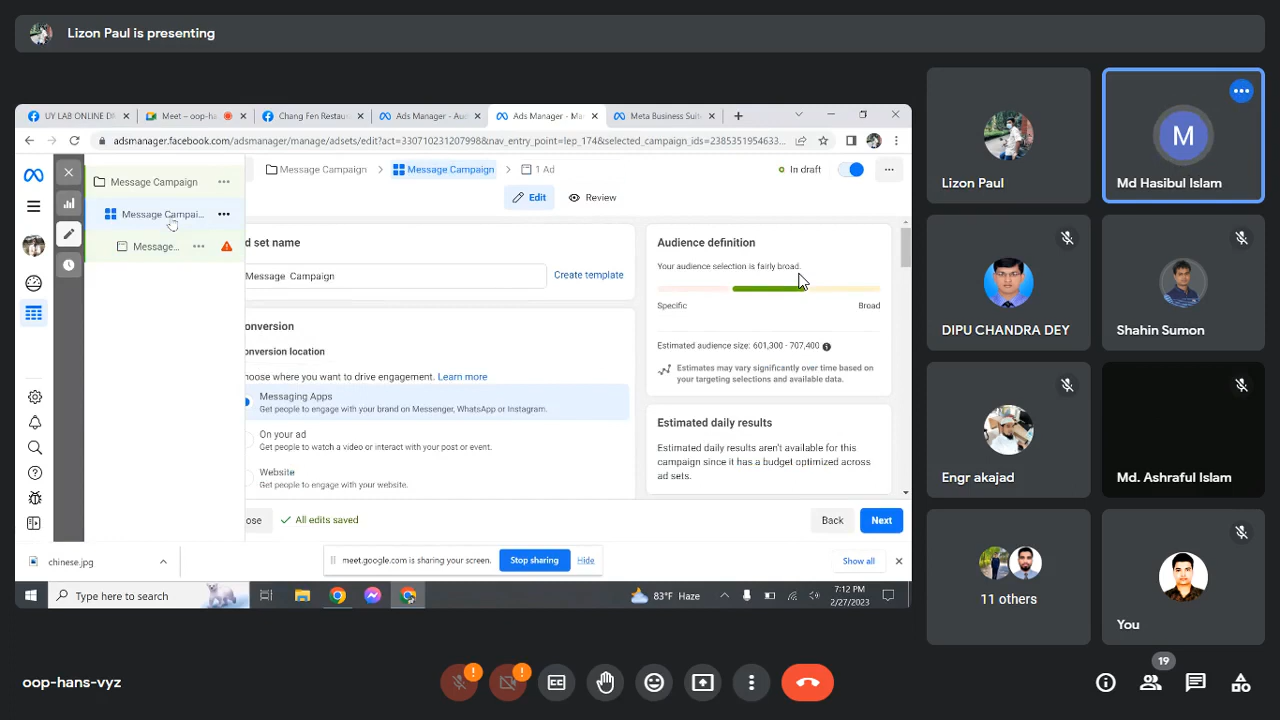 Lizon Paul is presenting
UY LAB ONLINE DI
Meet – oop-ha
Chang Fen Restaur
Ads Manager - Au
Ads Manager - Ma
Meta Business Suite
adsmanager.facebook.com/adsmanager/manage/adsets/edit?act=330710231207998&nav_entry_point=lep_174&selected_campaign_ids=238551954633...
Message Campaign
Message Campai...
Message...
Message Campaign
Message Campaign
1 Ad
In draft
Edit
Review
d set name
Message Campaign
Create template
onversion
onversion location
hoose where you want to drive engagement. Learn more
Messaging Apps
Get people to engage with your brand on Messenger, WhatsApp or Instagram.
On your ad
Get people to watch a video or interact with your post or event.
Website
Get people to engage with your website.
Audience definition
Your audience selection is fairly broad.
Specific
Broad
Estimated audience size: 601,300 - 707,400
Estimates may vary significantly over time based on
your targeting selections and available data.
Estimated daily results
Estimated daily results aren't available for this
campaign since it has a budget optimized across
ad sets.
ose
All edits saved
Back
Next
chinese.jpg
meet.google.com is sharing your screen.
Stop sharing
Hide
Show all
Type here to search
83°F Haze
7:12 PM
2/27/2023
Lizon Paul
M
Md Hasibul Islam
DIPU CHANDRA DEY
Shahin Sumon
Engr akajad
Md. Ashraful Islam
11 others
You
oop-hans-vyz
19